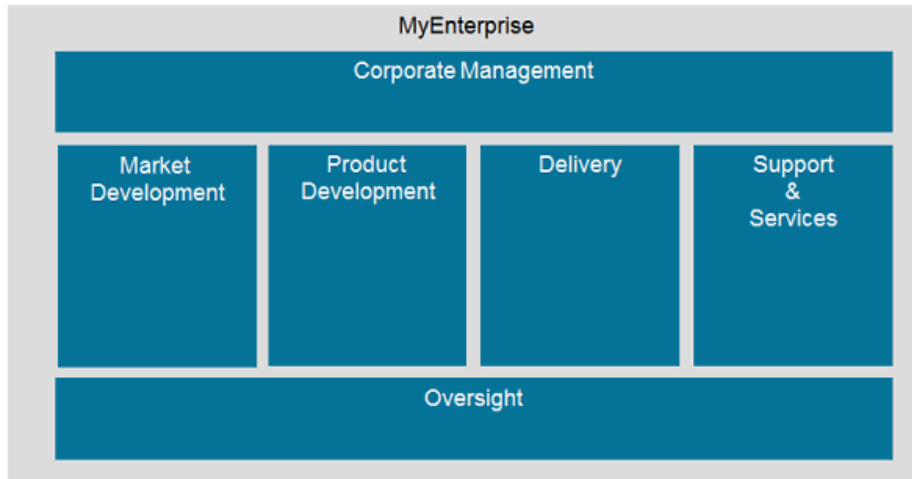 MyEnterprise
Corporate Management
Market
Development
Product
Development
Delivery
Support
&
Services
Oversight